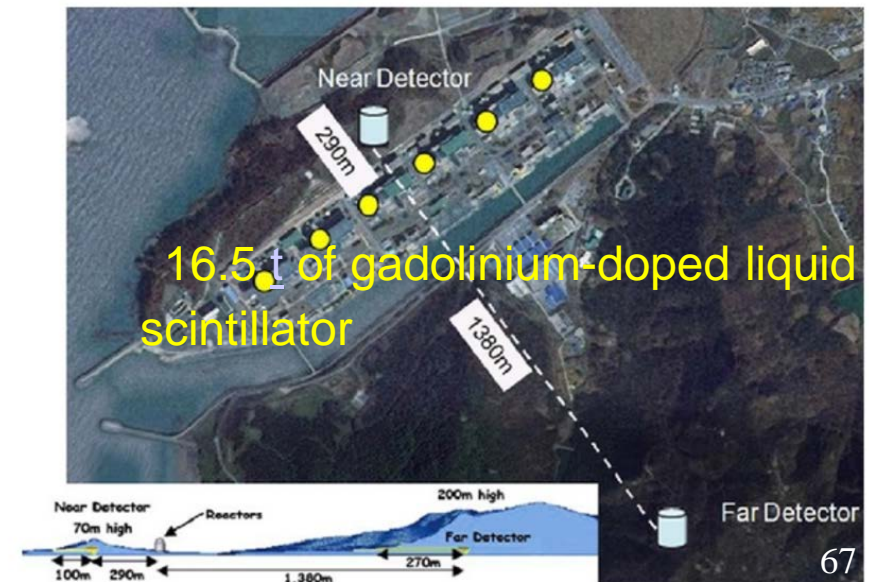 Near Detector
290m
16.5 t of gadolinium-doped liquid
scintillator
1380m
Far Detector
200m high
Near Detector
70m high
Reactors
Far Detector
270m
100m 290m 1,380m
67